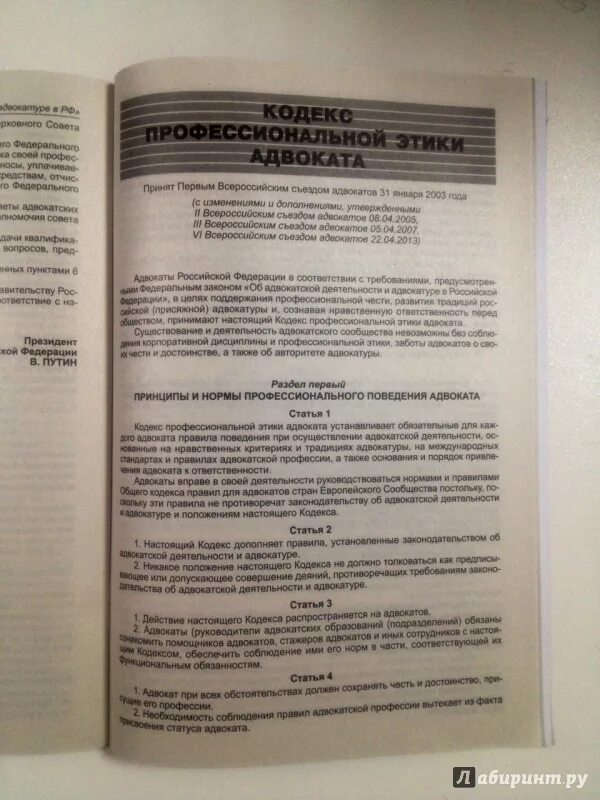 адвокатуре в РФ»
рховного Совета
го Федерального
ка своей профес-
носы, уплачивае-
средствам, отчис-
Федерального
еты адвокатских
олномочия совета
дачи квалифика-
вопросов, пред-
нных пунктами 6
авительству Рос-
оответствие с на-
Президент
ской Федерации
В. ПУТИН
КОДЕКС
ПРОФЕССИОНАЛЬНОЙ ЭТИКИ
АДВОКАТА
Принят Первым Всероссийским съездом адвокатов 31 января 2003 года
(с изменениями и дополнениями, утвержденными
II Всероссийским съездом адвокатов 08.04.2005,
III Всероссийским съездом адвокатов 05.04.2007,
VI Всероссийским съездом адвокатов 22.04.2013)
Адвокаты Российской Федерации в соответствии с требованиями, предусмотрен-
ными Федеральным законом «Об адвокатской деятельности и адвокатуре в Российской
Федерации», в целях поддержания профессиональной чести, развития традиций рос-
сийской (присяжной) адвокатуры и, сознавая нравственную ответственность перед
обществом, принимают настоящий Кодекс профессиональной этики адвоката.
Существование и деятельность адвокатского сообщества невозможны без соблю-
дения корпоративной дисциплины и профессиональной этики, заботы адвокатов о сво-
их чести и достоинстве, а также об авторитете адвокатуры.
Раздел первый
ПРИНЦИПЫ И НОРМЫ ПРОФЕССИОНАЛЬНОГО ПОВЕДЕНИЯ АДВОКАТА
Статья 1
Кодекс профессиональной этики адвоката устанавливает обязательные для каж-
дого адвоката правила поведения при осуществлении адвокатской деятельности, ос-
нованные на нравственных критериях и традициях адвокатуры, на международных
стандартах и правилах адвокатской профессии, а также основания и порядок привле-
чения адвоката к ответственности.
Адвокаты вправе в своей деятельности руководствоваться нормами и правилами
Общего кодекса правил для адвокатов стран Европейского Сообщества постольку, по-
скольку эти правила не противоречат законодательству об адвокатской деятельности
и адвокатуре и положениям настоящего Кодекса.
Статья 2
1. Настоящий Кодекс дополняет правила, установленные законодательством об
адвокатской деятельности и адвокатуре.
2. Никакое положение настоящего Кодекса не должно толковаться как предписы-
вающее или допускающее совершение деяний, противоречащих требованиям законо-
дательства об адвокатской деятельности и адвокатуре.
Статья 3
1. Действие настоящего Кодекса распространяется на адвокатов.
2. Адвокаты (руководители адвокатских образований (подразделений) обязаны
ознакомить помощников адвокатов, стажеров адвокатов и иных сотрудников с настоя-
щим Кодексом, обеспечить соблюдение ими его норм в части, соответствующей их
функциональным обязанностям.
Статья 4
1. Адвокат при всех обстоятельствах должен сохранять честь и достоинство, при-
сущие его профессии.
2. Необходимость соблюдения правил адвокатской профессии вытекает из факта
присвоения статуса адвоката.
Лабиринт.ру